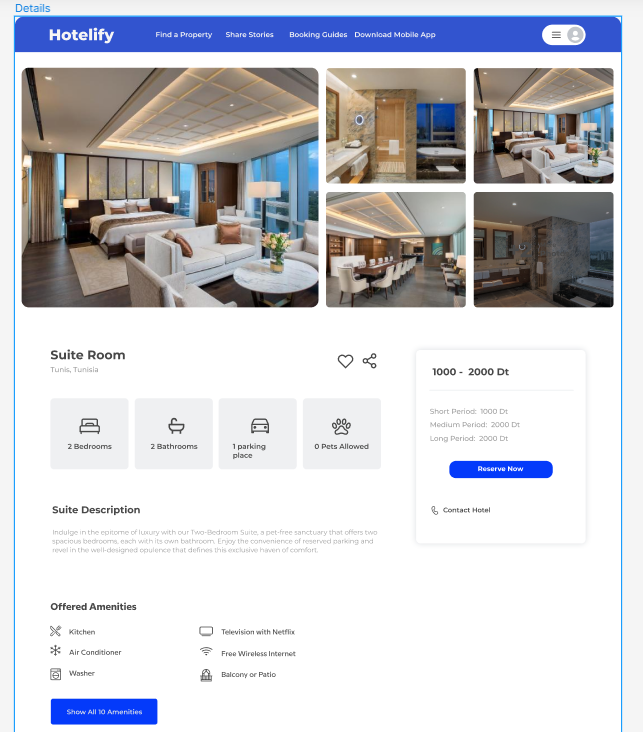 Details
Hotelify
Find a Property
Share Stories
Booking Guides
Download Mobile App
Suite Room
Tunis, Tunisia
2 Bedrooms
2 Bathrooms
1 parking
place
0 Pets Allowed
1000 - 2000 Dt
Short Period: 1000 Dt
Medium Period: 2000 Dt
Long Period: 2000 Dt
Reserve Now
Contact Hotel
Suite Description
Indulge in the epitome of luxury with our Two-Bedroom Suite, a pet-free sanctuary that offers two
spacious bedrooms, each with its own bathroom. Enjoy the convenience of reserved parking and
revel in the well-designed opulence that defines this exclusive haven of comfort.
Offered Amenities
Kitchen
Television with Netflix
Air Conditioner
Free Wireless Internet
Washer
Balcony or Patio
Show All 10 Amenities